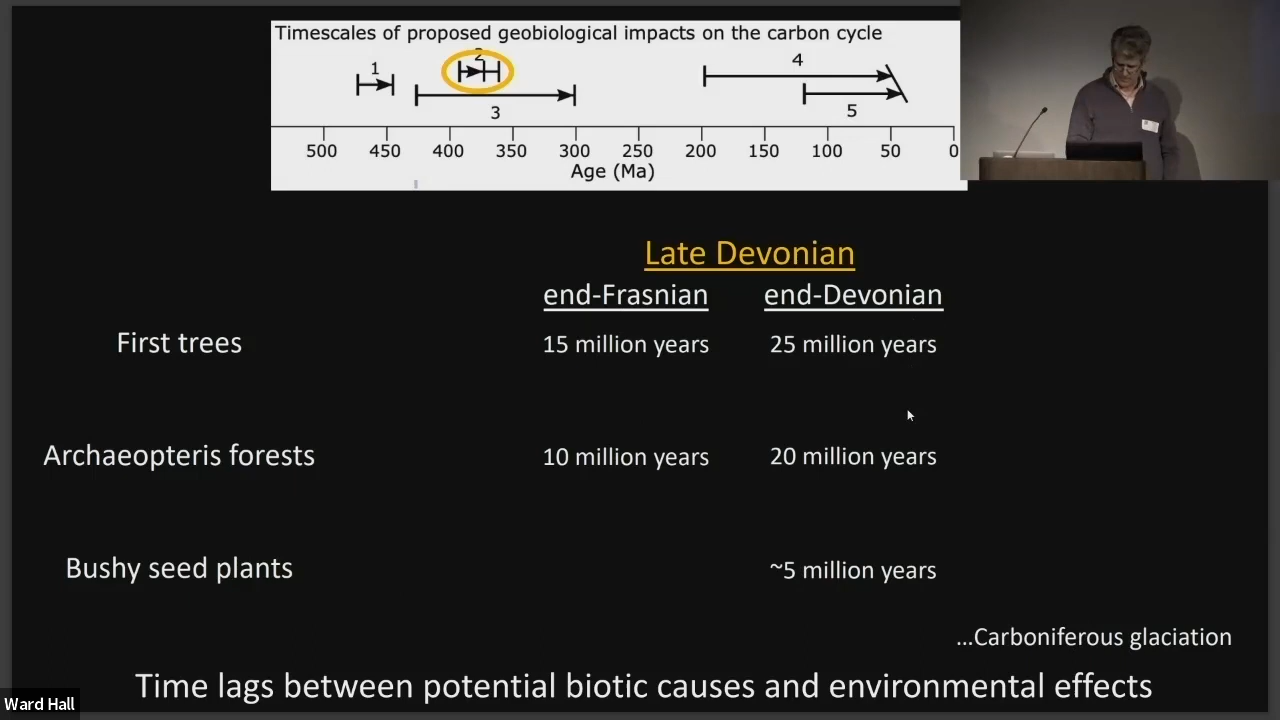 Timescales of proposed geobiological impacts on the carbon cycle
1
2
3
4
5
500 450 400 350 300 250 200 150 100 50 0
Age (Ma)
Late Devonian
end-Frasnian end-Devonian
First trees 15 million years 25 million years
Archaeopteris forests 10 million years 20 million years
Bushy seed plants ~5 million years
...Carboniferous glaciation
Time lags between potential biotic causes and environmental effects
Ward Hall